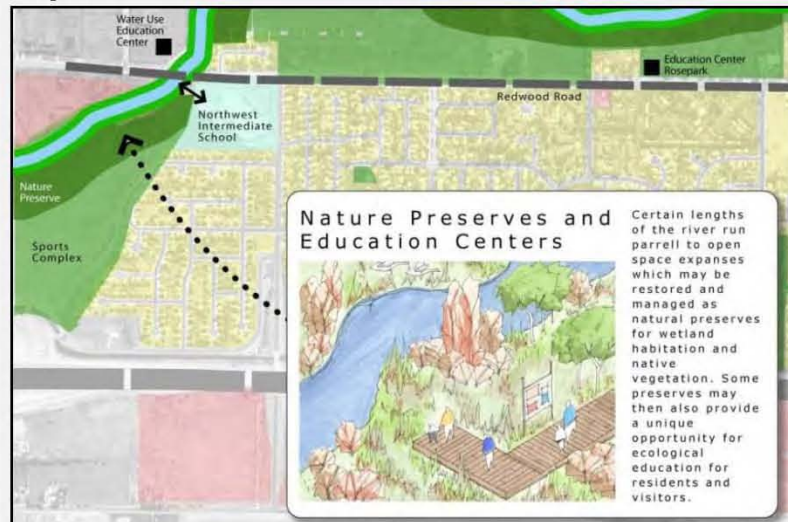 Water Use
Education
Center
Education Center
Rosepark
Redwood Road
Northwest
Intermediate
School
Nature
Preserve
Sports
Complex
Nature Preserves and
Education Centers
Certain lengths
of the river run
parrell to open
space expanses
which may be
restored and
managed as
natural preserves
for wetland
habitation and
native
vegetation. Some
preserves may
then also provide
a unique
opportunity for
ecological
education for
residents and
visitors.